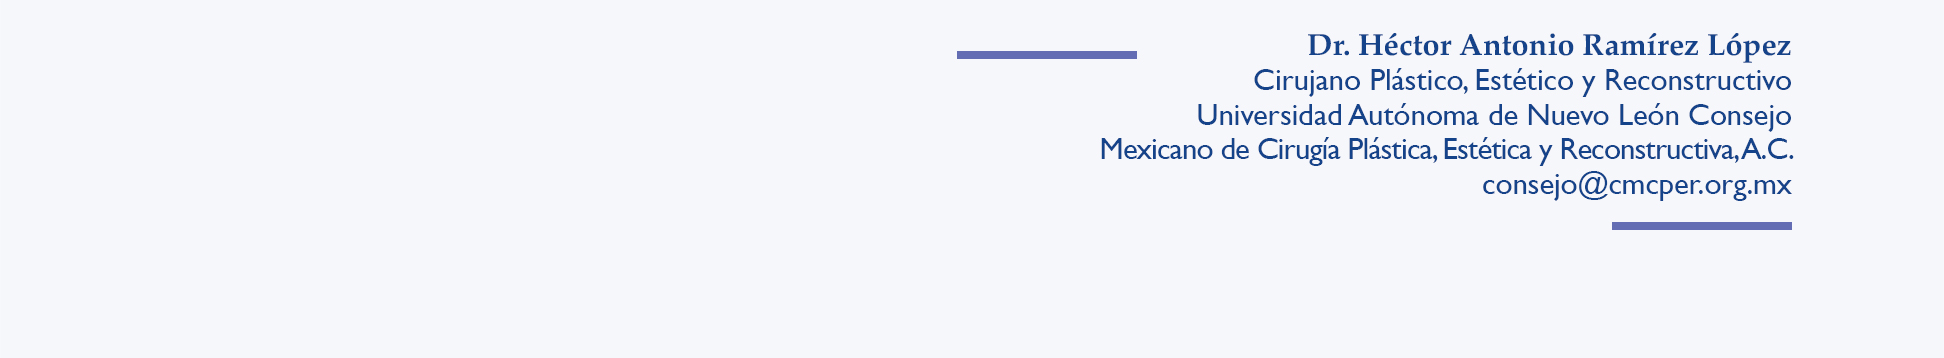 Dr. Héctor Antonio Ramírez López
Cirujano Plástico, Estético y Reconstructivo
Universidad Autónoma de Nuevo León Consejo
Mexicano de Cirugía Plástica, Estética y Reconstructiva, A.C.
consejo@cmcper.org.mx